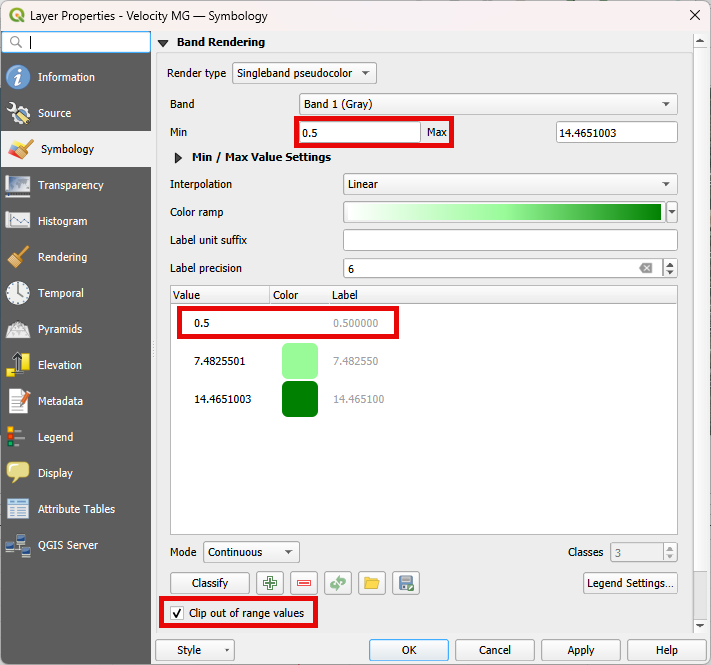 Layer Properties - Velocity MG — Symbology
Information
Source
Symbology
Transparency
Histogram
Rendering
Temporal
Pyramids
Elevation
Metadata
Legend
Display
Attribute Tables
QGIS Server
Band Rendering
Render type Singleband pseudocolor
Band Band 1 (Gray)
Min 0.5 Max 14.4651003
Min / Max Value Settings
Interpolation Linear
Color ramp
Label unit suffix
Label precision 6
Value Color Label
0.5 0.500000
7.4825501 7.482550
14.4651003 14.465100
Mode Continuous Classes 3
Classify Legend Settings...
Clip out of range values
Style OK Cancel Apply Help